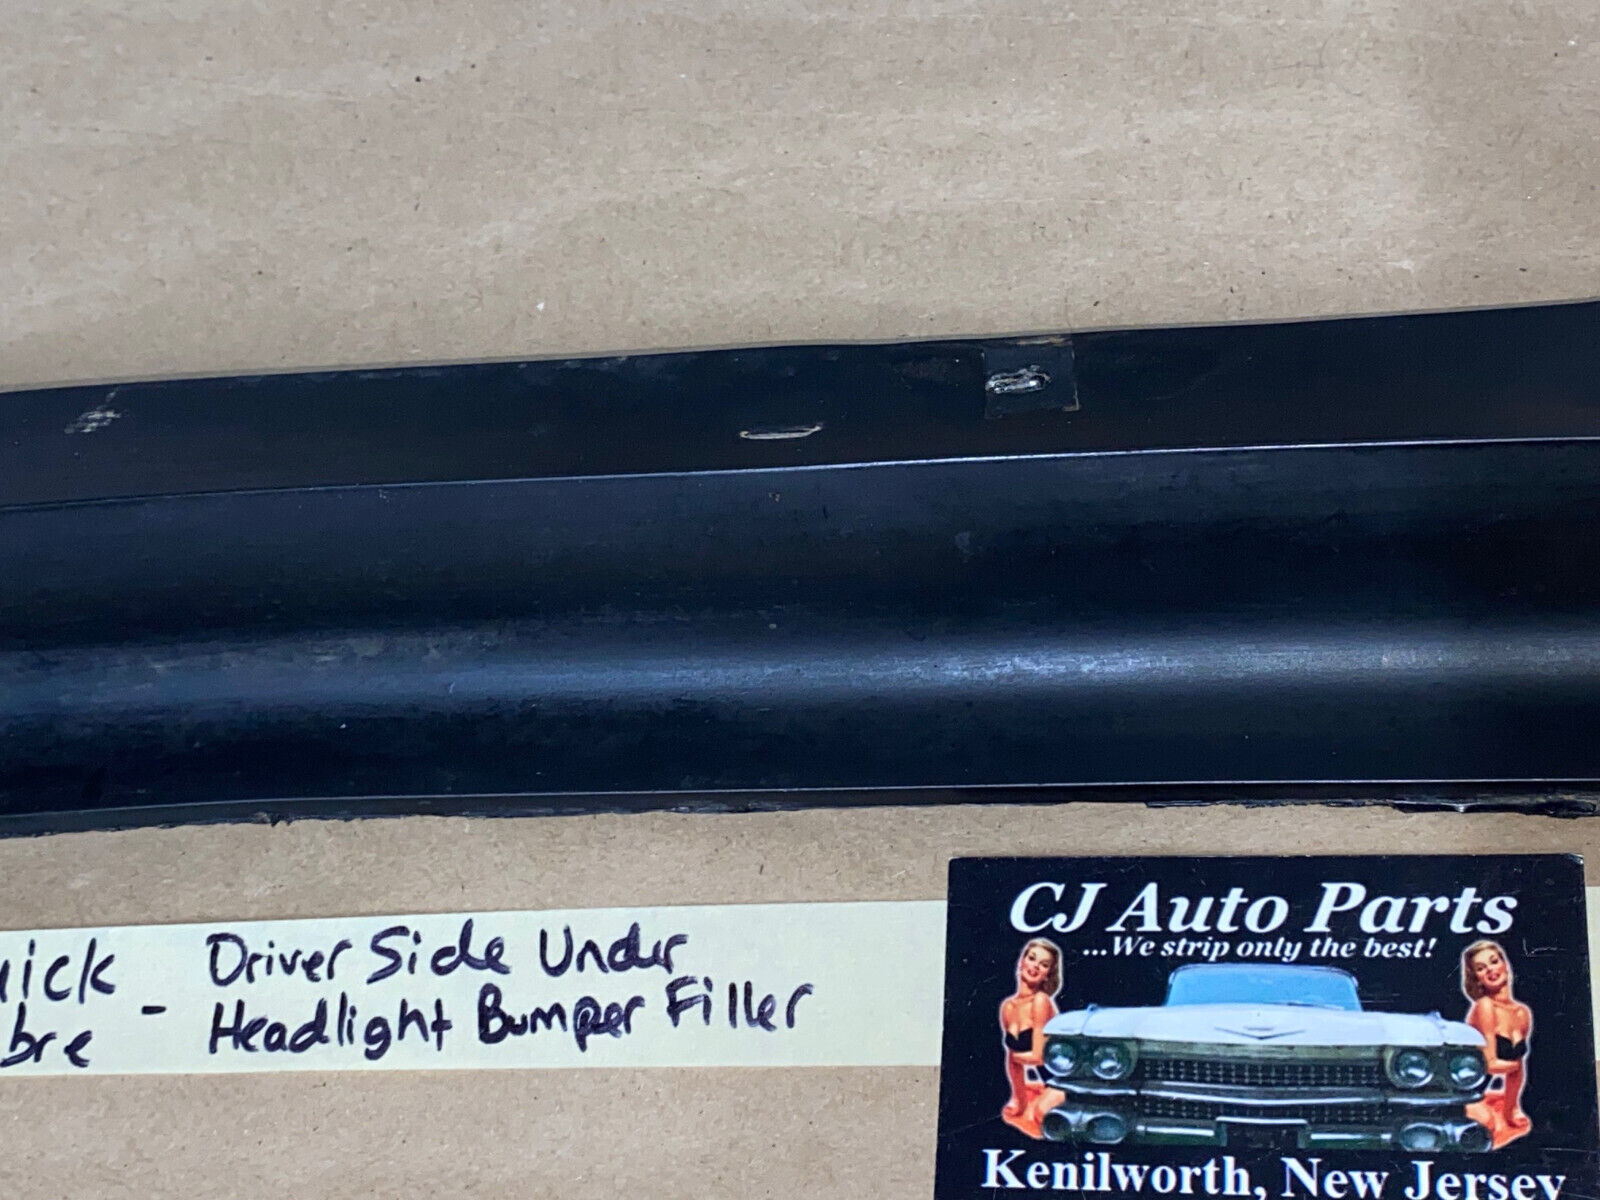 uick - Driver Side Under
bre Headlight Bumper Filler
CJ Auto Parts
...We strip only the best!
Kenilworth, New Jersey